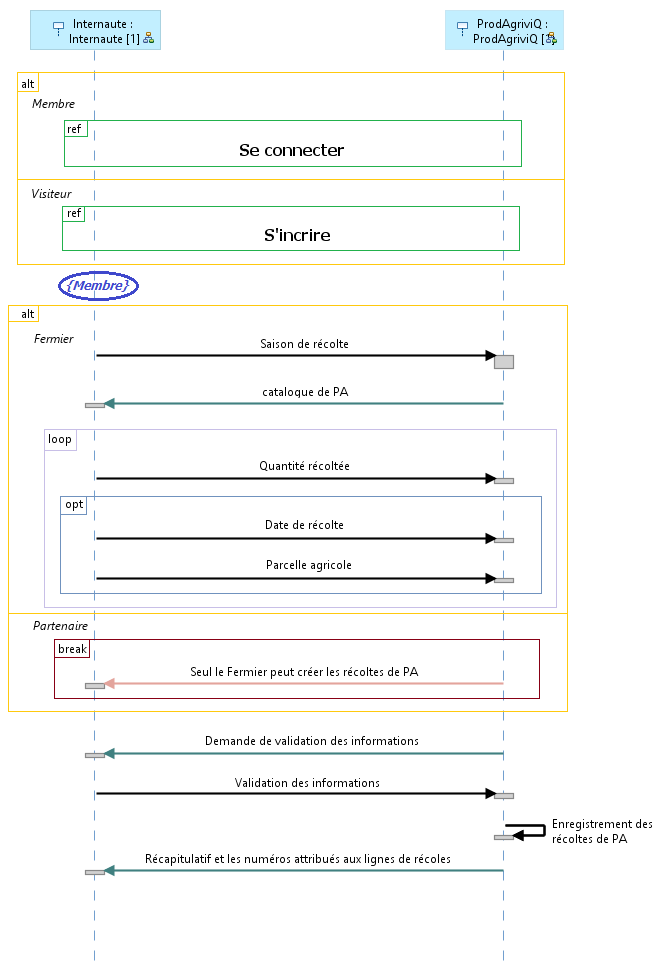 Internaute :
Internaute [1]
ProdAgriviQ :
ProdAgriviQ [1]
alt
Membre
ref
Se connecter
Visiteur
ref
S'incrire
{Membre}
alt
Fermier
Saison de récolte
catalogue de PA
loop
Quantité récoltée
opt
Date de récolte
Parcelle agricole
Partenaire
break
Seul le Fermier peut créer les récoltes de PA
Demande de validation des informations
Validation des informations
Enregistrement des
récoltes de PA
Récapitulatif et les numéros attribués aux lignes de récoles